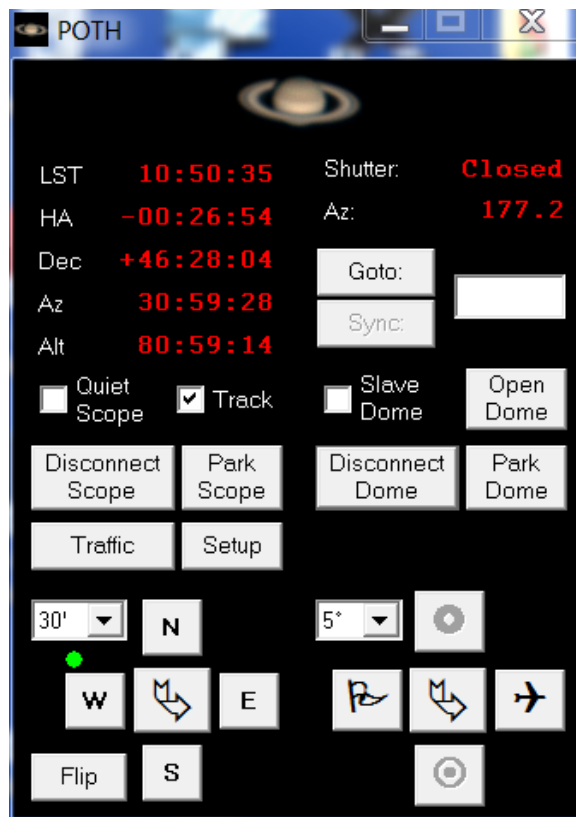 POTH
LST 10:50:35
HA -00:26:54
Dec +46:28:04
Az 30:59:28
Alt 80:59:14
Shutter: Closed
Az: 177.2
Goto:
Sync:
Quiet
Scope
Track
Slave
Dome
Open
Dome
Disconnect
Scope
Park
Scope
Disconnect
Dome
Park
Dome
Traffic
Setup
30'
N
W
E
Flip
S
5°